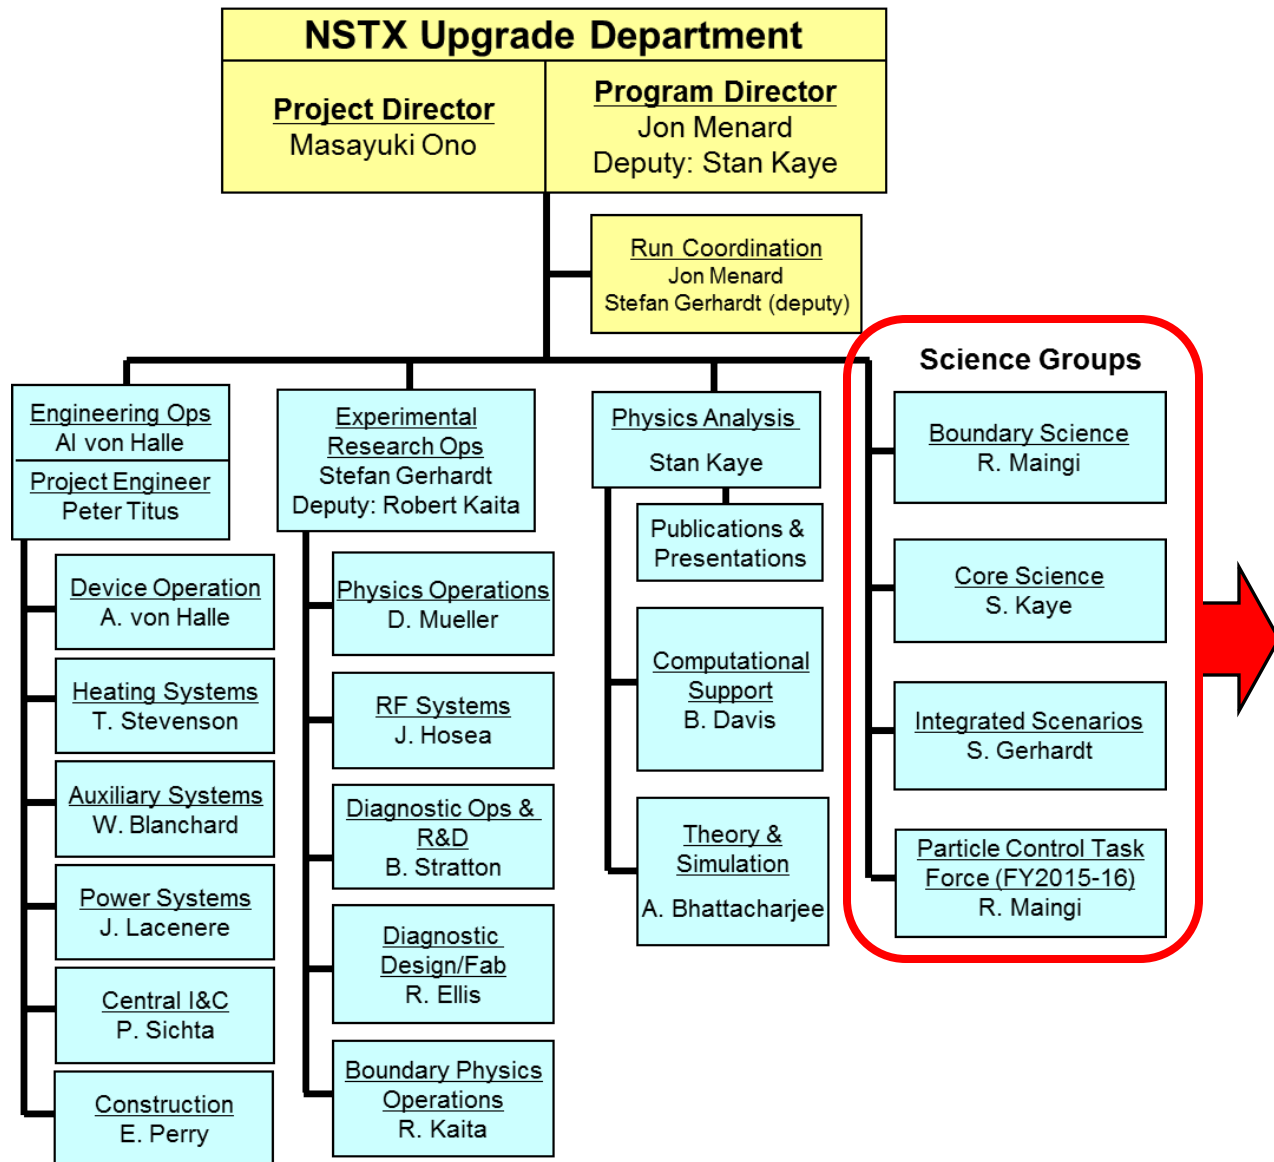 NSTX Upgrade Department
Project Director
Masayuki Ono
Program Director
Jon Menard
Deputy: Stan Kaye
Run Coordination
Jon Menard
Stefan Gerhardt (deputy)
Engineering Ops
Al von Halle
Project Engineer
Peter Titus
Device Operation
A. von Halle
Heating Systems
T. Stevenson
Auxiliary Systems
W. Blanchard
Power Systems
J. Lacenere
Central I&C
P. Sichta
Construction
E. Perry
Experimental
Research Ops
Stefan Gerhardt
Deputy: Robert Kaita
Physics Operations
D. Mueller
RF Systems
J. Hosea
Diagnostic Ops &
R&D
B. Stratton
Diagnostic
Design/Fab
R. Ellis
Boundary Physics
Operations
R. Kaita
Physics Analysis
Stan Kaye
Publications &
Presentations
Computational
Support
B. Davis
Theory &
Simulation
A. Bhattacharjee
Science Groups
Boundary Science
R. Maingi
Core Science
S. Kaye
Integrated Scenarios
S. Gerhardt
Particle Control Task
Force (FY2015-16)
R. Maingi